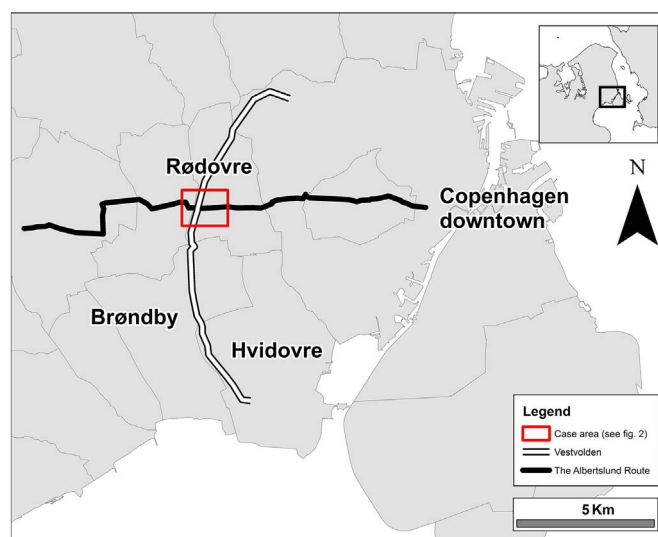 N
Rødovre
Copenhagen
downtown
Brøndby
Hvidovre
Legend
Case area (see fig. 2)
Vestvolden
The Albertslund Route
5 Km